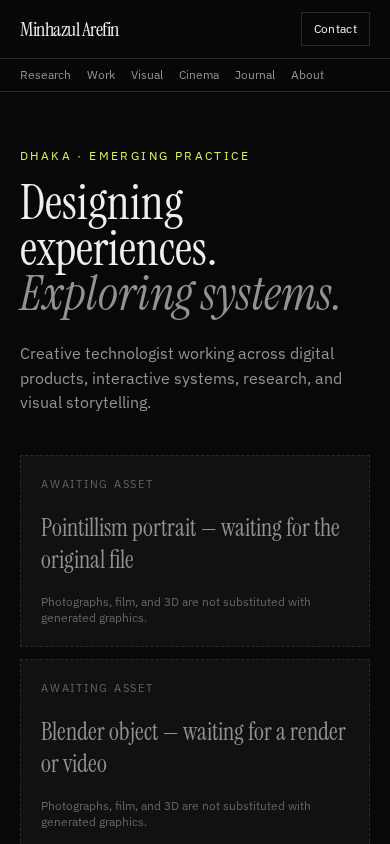 Minhazul Arefin
Contact
Research Work Visual Cinema Journal About
DHAKA · EMERGING PRACTICE
Designing
experiences.
Exploring systems.
Creative technologist working across digital
products, interactive systems, research, and
visual storytelling.
AWAITING ASSET
Pointillism portrait — waiting for the
original file
Photographs, film, and 3D are not substituted with
generated graphics.
AWAITING ASSET
Blender object — waiting for a render
or video
Photographs, film, and 3D are not substituted with
generated graphics.